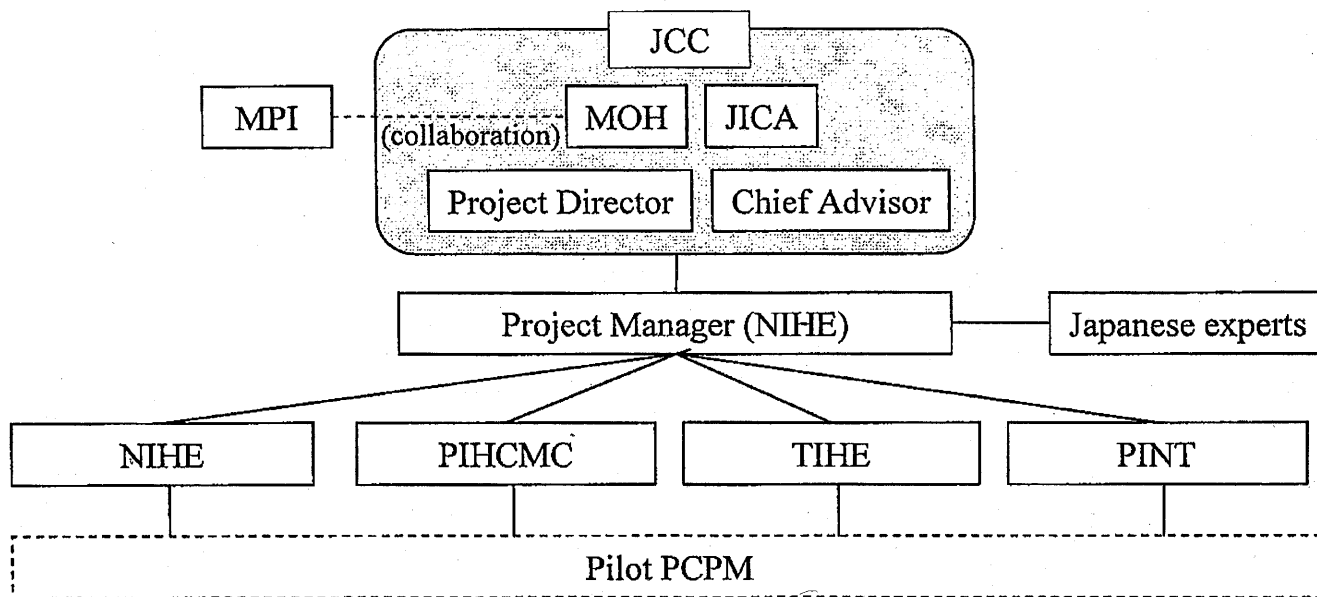 JCC
MPI
MOH
JICA
(collaboration)
Project Director
Chief Advisor
Project Manager (NIHE)
Japanese experts
NIHE
PIHCMC
TIHE
PINT
Pilot PCPM